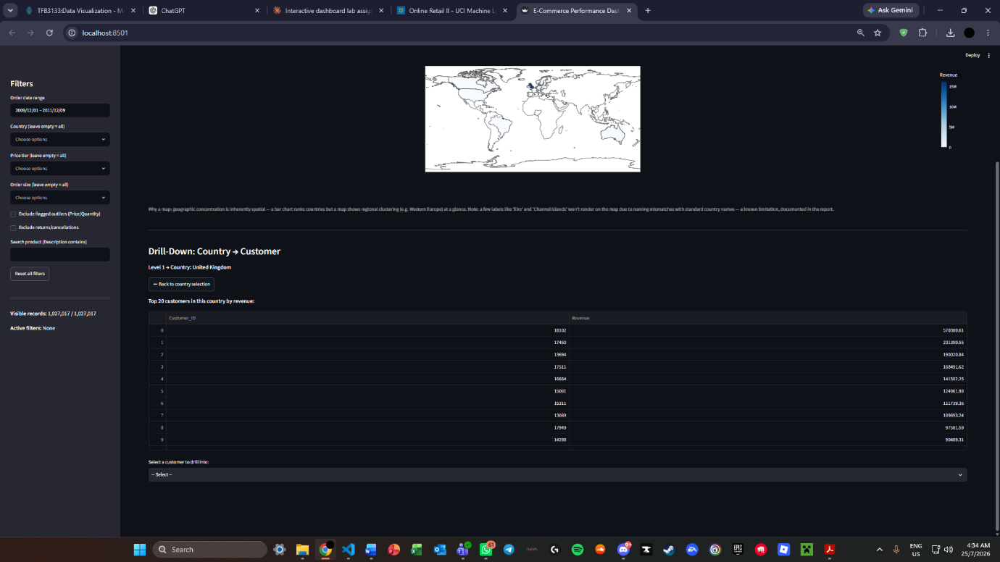 TFB3133:Data Visualization - M
ChatGPT
Interactive dashboard lab assig
Online Retail II - UCI Machine L
E-Commerce Performance Das
Ask Gemini
localhost:8501
Deploy
Filters
Order date range
2009/12/01 – 2011/12/09
Country (leave empty = all)
Choose options
Price tier (leave empty = all)
Choose options
Order size (leave empty = all)
Choose options
Exclude flagged outliers (Price/Quantity)
Exclude returns/cancellations
Search product (Description contains)
Reset all filters
Visible records: 1,027,017 / 1,027,017
Active filters: None
Revenue
15M
10M
5M
0
Why a map: geographic concentration is inherently spatial — a bar chart ranks countries but a map shows regional clustering (e.g. Western Europe) at a glance. Note: a few labels like 'Eire' and 'Channel Islands' won't render on the map due to naming mismatches with standard country names — a known limitation, documented in the report.
Drill-Down: Country → Customer
Level 1 → Country: United Kingdom
← Back to country selection
Top 20 customers in this country by revenue:
Customer_ID Revenue
0 18102 570380.61
1 17450 231390.55
2 13694 190020.84
3 17511 168491.62
4 16684 141502.25
5 15061 124961.98
6 15311 111739.36
7 13089 109893.24
8 17949 97581.59
9 14298 90489.31
Select a customer to drill into:
-- Select --
Search
61
9+
EPIC
ENG
US
4:34 AM
25/7/2026